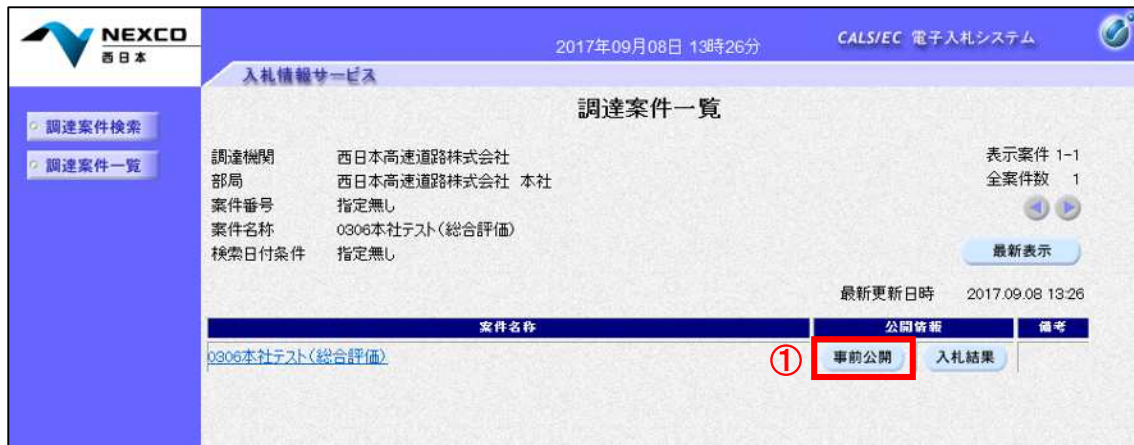 NEXCO
西日本
2017年09月08日 13時26分
CALS/EC 電子入札システム
入札情報サービス
調達案件検索
調達案件一覧
調達案件一覧
調達機関 西日本高速道路株式会社
表示案件 1-1
部局 西日本高速道路株式会社 本社
全案件数 1
案件番号 指定無し
案件名称 0306本社テスト(総合評価)
検索日付条件 指定無し
最新表示
最新更新日時 2017.09.08 13:26
案件名称 公開情報 備考
0306本社テスト(総合評価) ① 事前公開 入札結果